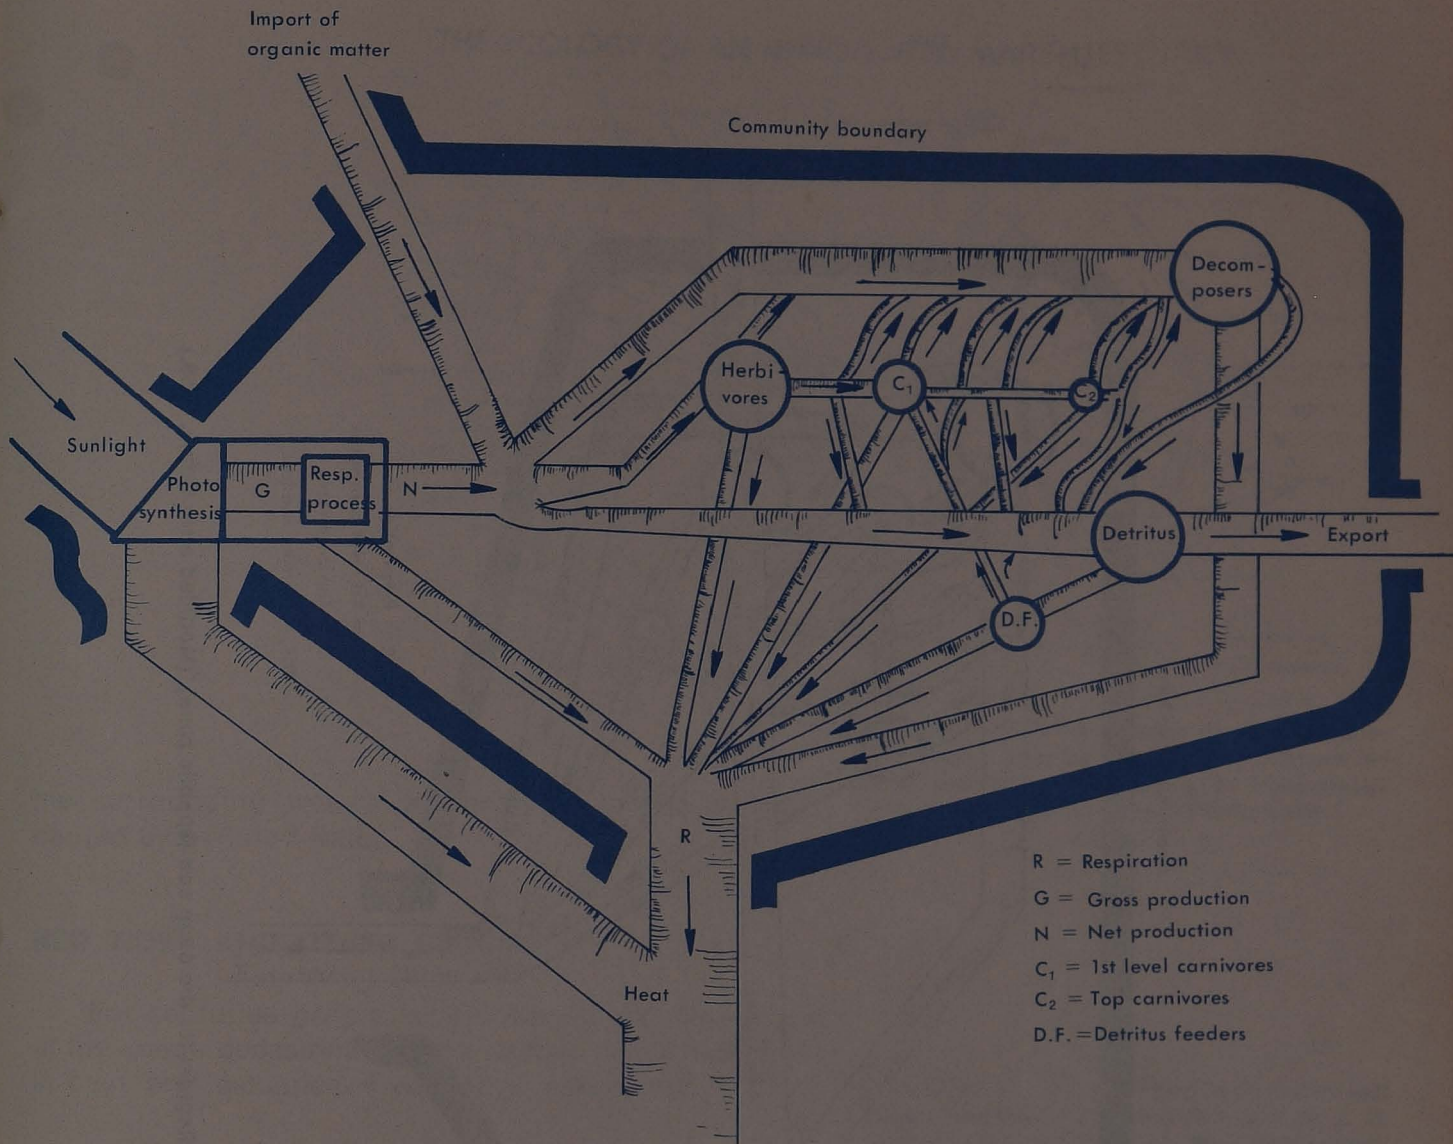 Import of
organic matter
Community boundary
Decom-
posers
Herbi
vores
C₁
C₂
Sunlight
Photo
synthesis
G
Resp.
process
N
Detritus
Export
D.F.
R
Heat
R = Respiration
G = Gross production
N = Net production
C₁ = 1st level carnivores
C₂ = Top carnivores
D.F. = Detritus feeders